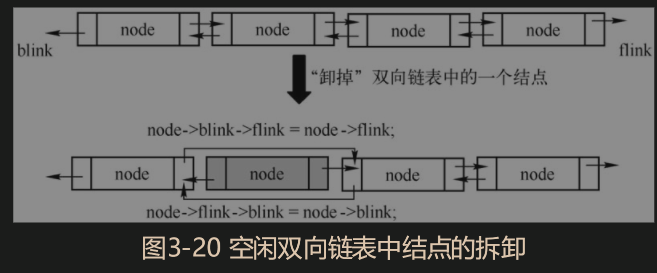 node node node node
blink flink
“卸掉”双向链表中的一个结点
node->blink->flink = node ->flink;
node node node node
node->flink->blink = node->blink;
图3-20 空闲双向链表中结点的拆卸